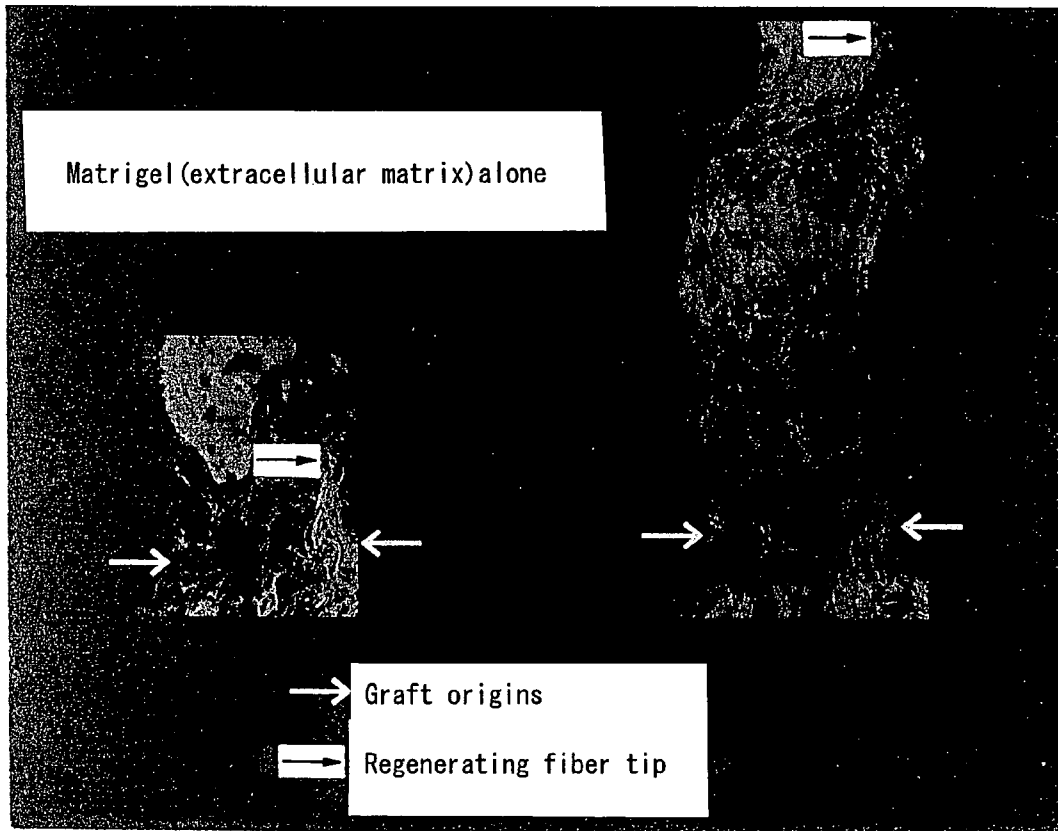 Matrigel(extracellular matrix)alone
Graft origins
Regenerating fiber tip